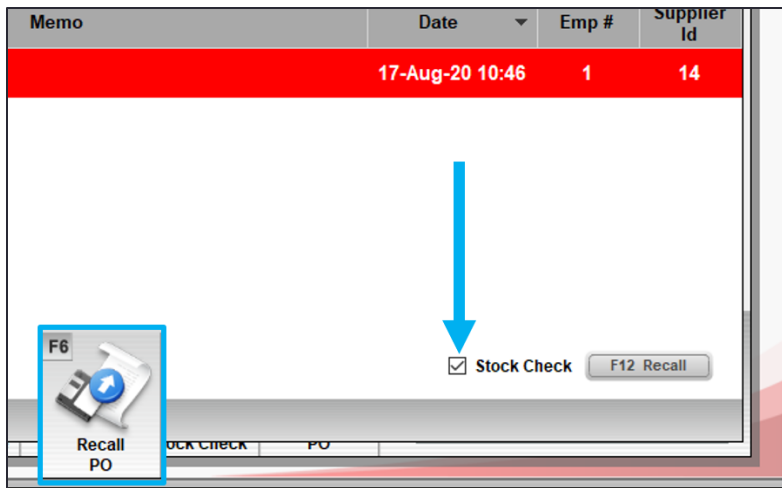 Memo Date Emp # Supplier
Id
17-Aug-20 10:46 1 14
Stock Check F12 Recall
F6
Recall
PO
ock Check PO